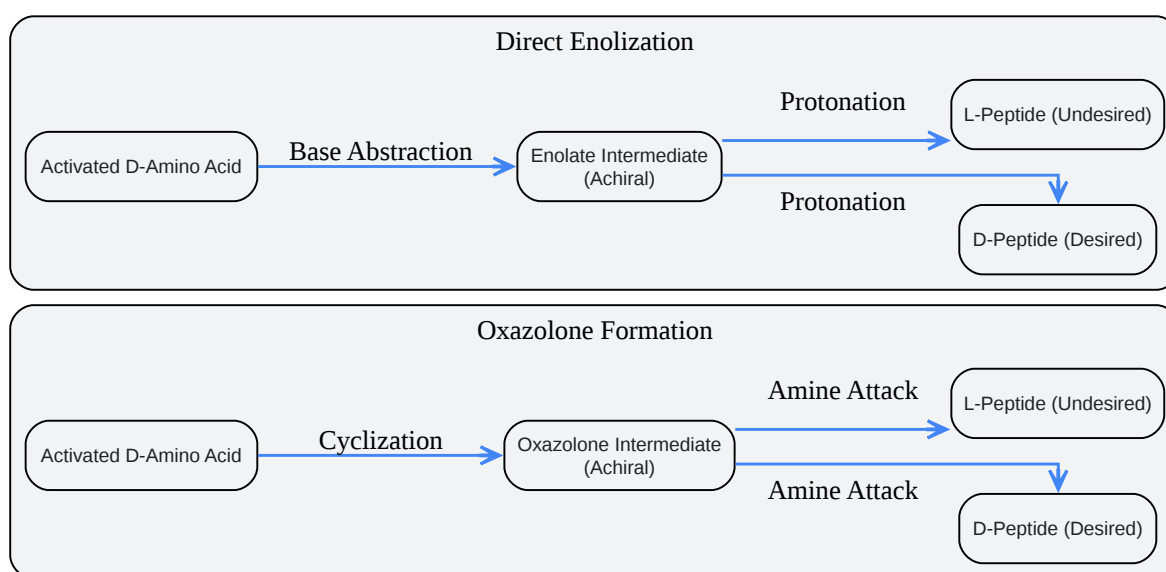 Direct Enolization
Protonation
L-Peptide (Undesired)
Activated D-Amino Acid
Base Abstraction
Enolate Intermediate
(Achiral)
Protonation
D-Peptide (Desired)
Oxazolone Formation
Amine Attack
L-Peptide (Undesired)
Activated D-Amino Acid
Cyclization
Oxazolone Intermediate
(Achiral)
Amine Attack
D-Peptide (Desired)